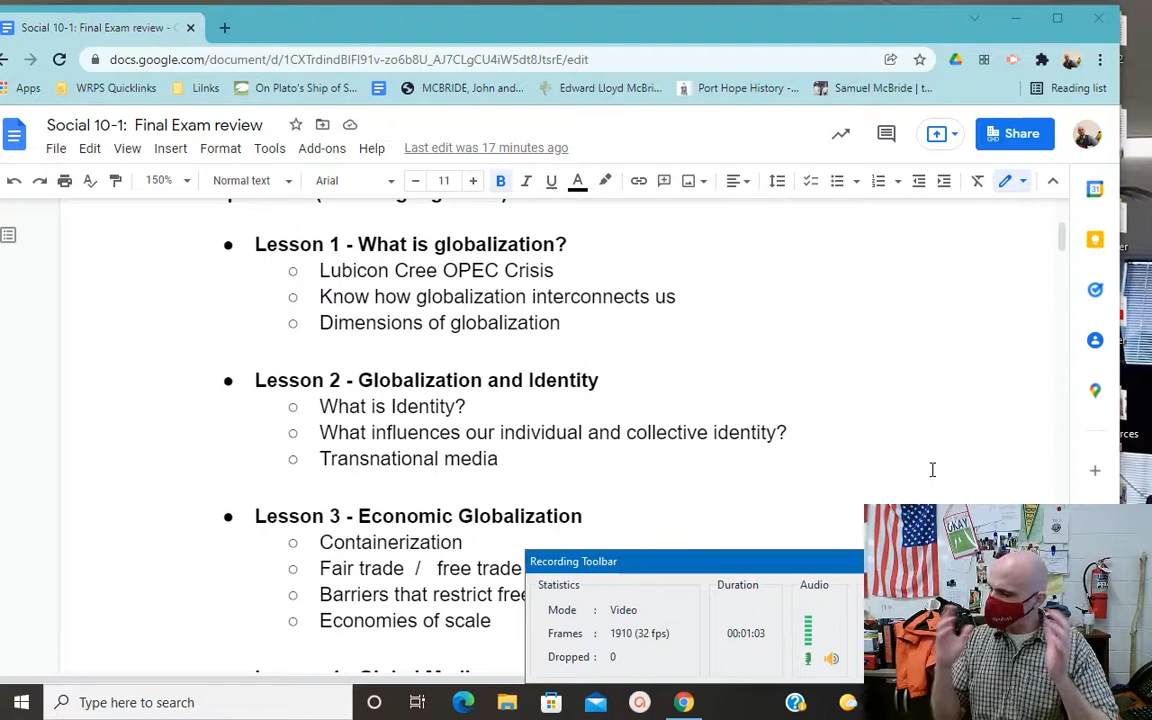 Social 10-1: Final Exam review -
docs.google.com/document/d/1CXTrdindBIFI91v-zo6b8U_AJ7CLgCU4iW5dt8JtsrE/edit
Apps WRPS Quicklinks LiInks On Plato's Ship of S... MCBRIDE, John and... Edward Lloyd McBri... Port Hope History -... Samuel McBride | t... Reading list
Social 10-1: Final Exam review
Share
File Edit View Insert Format Tools Add-ons Help Last edit was 17 minutes ago
150% Normal text Arial 11 B I U A
31
Lesson 1 - What is globalization?
Lubicon Cree OPEC Crisis
Know how globalization interconnects us
Dimensions of globalization
Lesson 2 - Globalization and Identity
What is Identity?
What influences our individual and collective identity?
Transnational media
Lesson 3 - Economic Globalization
Containerization
Fair trade / free trade
Barriers that restrict free
Economies of scale
Recording Toolbar
Statistics Duration Audio
Mode : Video
Frames : 1910 (32 fps) 00:01:03
Dropped : 0
OKAY
Type here to search